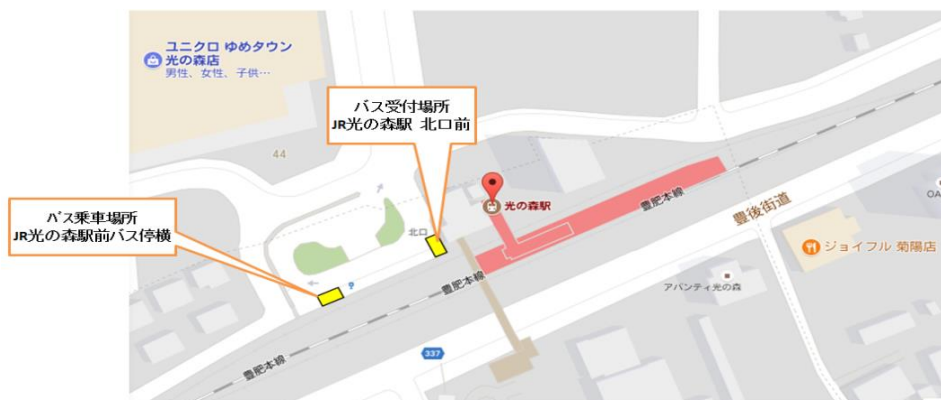 ユニクロ ゆめタウン
光の森店
男性、女性、子供…
バス受付場所
JR光の森駅 北口前
44
光の森駅
豊肥本線
豊後街道
OA
バス乗車場所
JR光の森駅前バス停横
北口
ジョイフル 菊陽店
豊肥本線
アバンティ光の森
337
豊肥本線